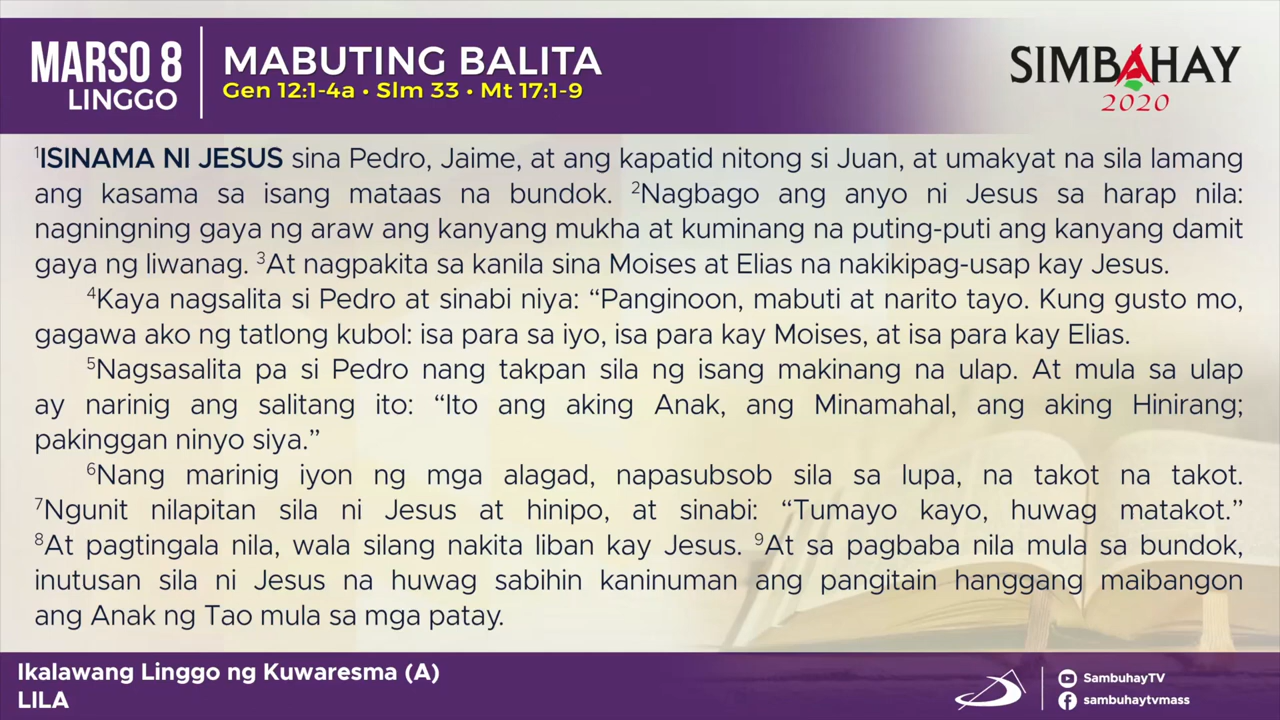 MARSO 8
LINGGO
MABUTING BALITA
Gen 12:1-4a • Slm 33 • Mt 17:1-9
SIMBAHAY
2020
¹ISINAMA NI JESUS sina Pedro, Jaime, at ang kapatid nitong si Juan, at umakyat na sila lamang
ang kasama sa isang mataas na bundok. ²Nagbago ang anyo ni Jesus sa harap nila:
nagningning gaya ng araw ang kanyang mukha at kuminang na puting-puti ang kanyang damit
gaya ng liwanag. ³At nagpakita sa kanila sina Moises at Elias na nakikipag-usap kay Jesus.
⁴Kaya nagsalita si Pedro at sinabi niya: “Panginoon, mabuti at narito tayo. Kung gusto mo,
gagawa ako ng tatlong kubol: isa para sa iyo, isa para kay Moises, at isa para kay Elias.
⁵Nagsasalita pa si Pedro nang takpan sila ng isang makinang na ulap. At mula sa ulap
ay narinig ang salitang ito: “Ito ang aking Anak, ang Minamahal, ang aking Hinirang;
pakinggan ninyo siya.”
⁶Nang marinig iyon ng mga alagad, napasubsob sila sa lupa, na takot na takot.
⁷Ngunit nilapitan sila ni Jesus at hinipo, at sinabi: “Tumayo kayo, huwag matakot.”
⁸At pagtingala nila, wala silang nakita liban kay Jesus. ⁹At sa pagbaba nila mula sa bundok,
inutusan sila ni Jesus na huwag sabihin kaninuman ang pangitain hanggang maibangon
ang Anak ng Tao mula sa mga patay.
Ikalawang Linggo ng Kuwaresma (A)
LILA
SambuhayTV
sambuhaytvmass